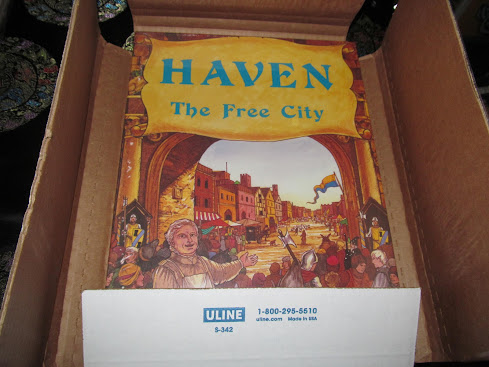 HAVEN
The Free City
ULINE 1-800-295-5510
uline.com Made in USA
S-342